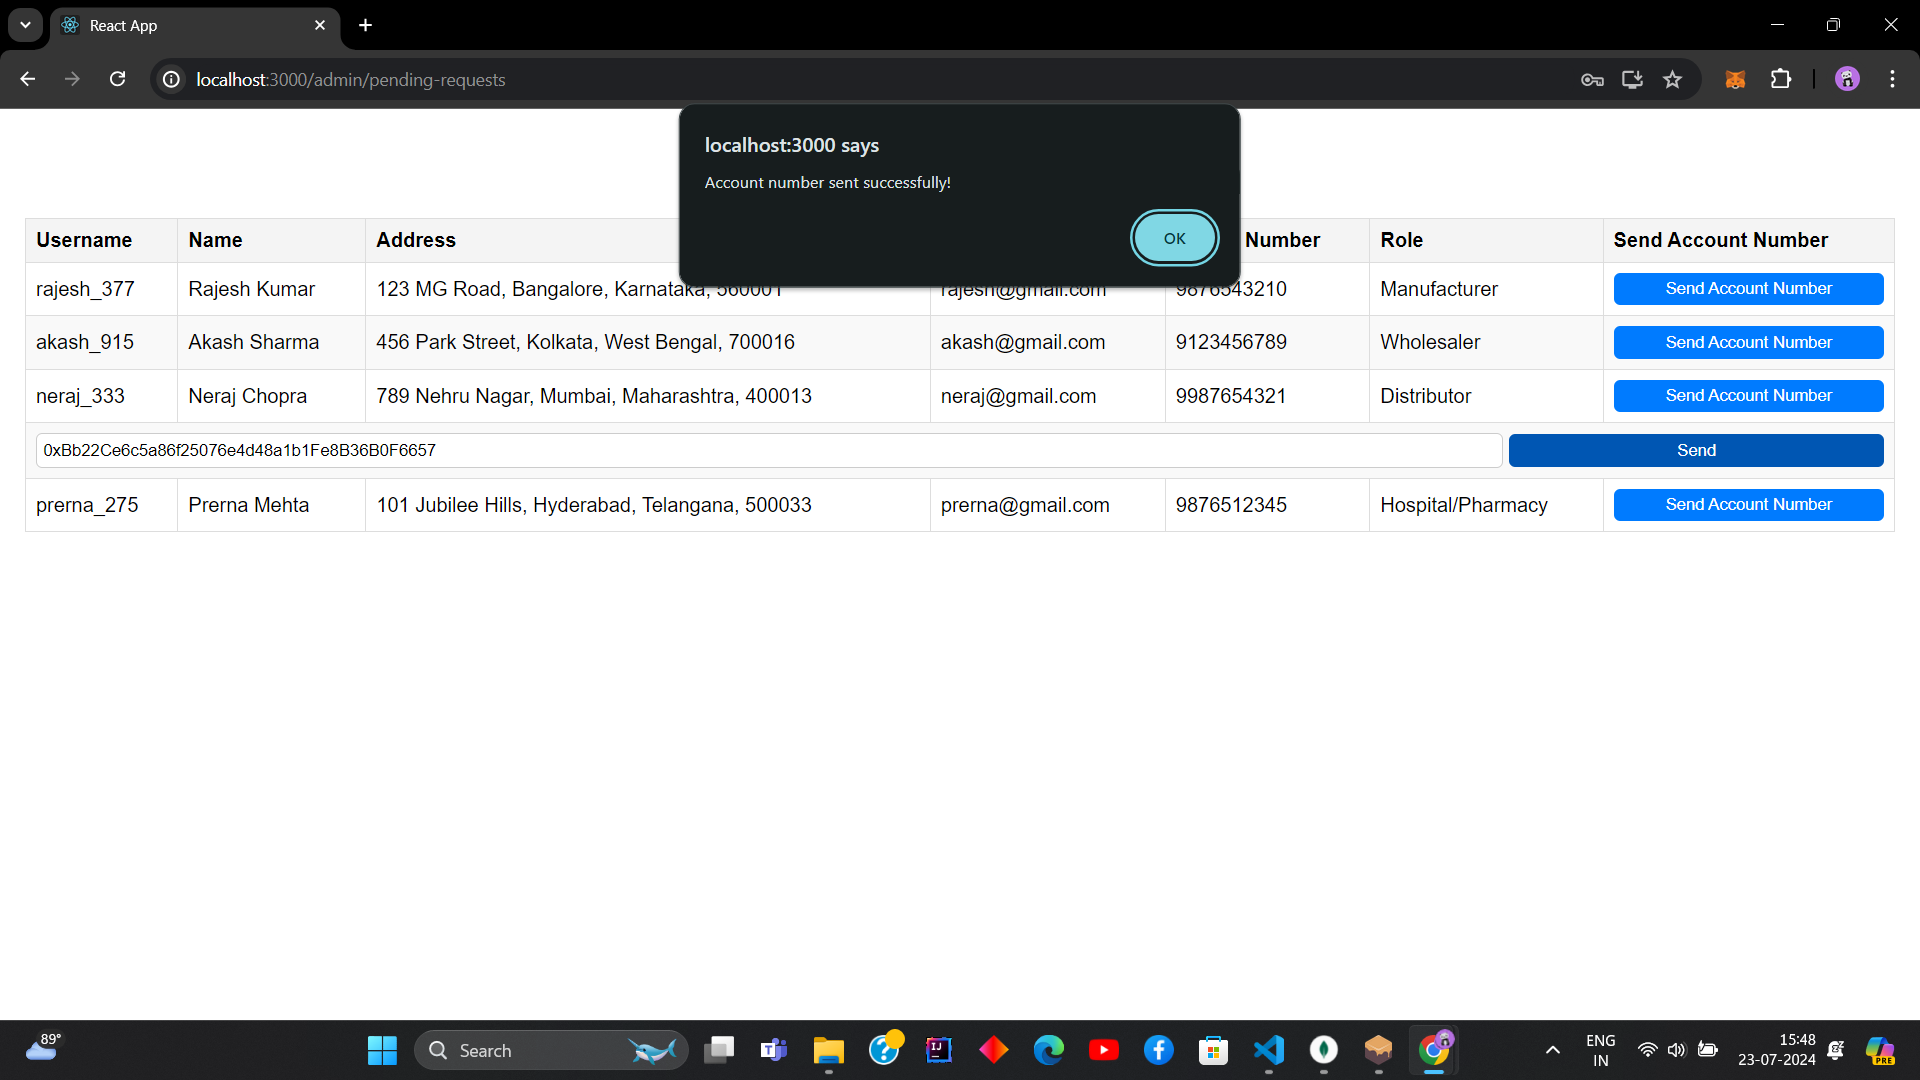 React App
localhost:3000/admin/pending-requests
localhost:3000 says
Account number sent successfully!
OK
Username Name Address Number Role Send Account Number
rajesh_377 Rajesh Kumar 123 MG Road, Bangalore, Karnataka, 560001 rajesh@gmail.com 9876543210 Manufacturer Send Account Number
akash_915 Akash Sharma 456 Park Street, Kolkata, West Bengal, 700016 akash@gmail.com 9123456789 Wholesaler Send Account Number
neraj_333 Neraj Chopra 789 Nehru Nagar, Mumbai, Maharashtra, 400013 neraj@gmail.com 9987654321 Distributor Send Account Number
0xBb22Ce6c5a86f25076e4d48a1b1Fe8B36B0F6657 Send
prerna_275 Prerna Mehta 101 Jubilee Hills, Hyderabad, Telangana, 500033 prerna@gmail.com 9876512345 Hospital/Pharmacy Send Account Number
89°
Search
IJ
ENG
IN
15:48
23-07-2024
PRE